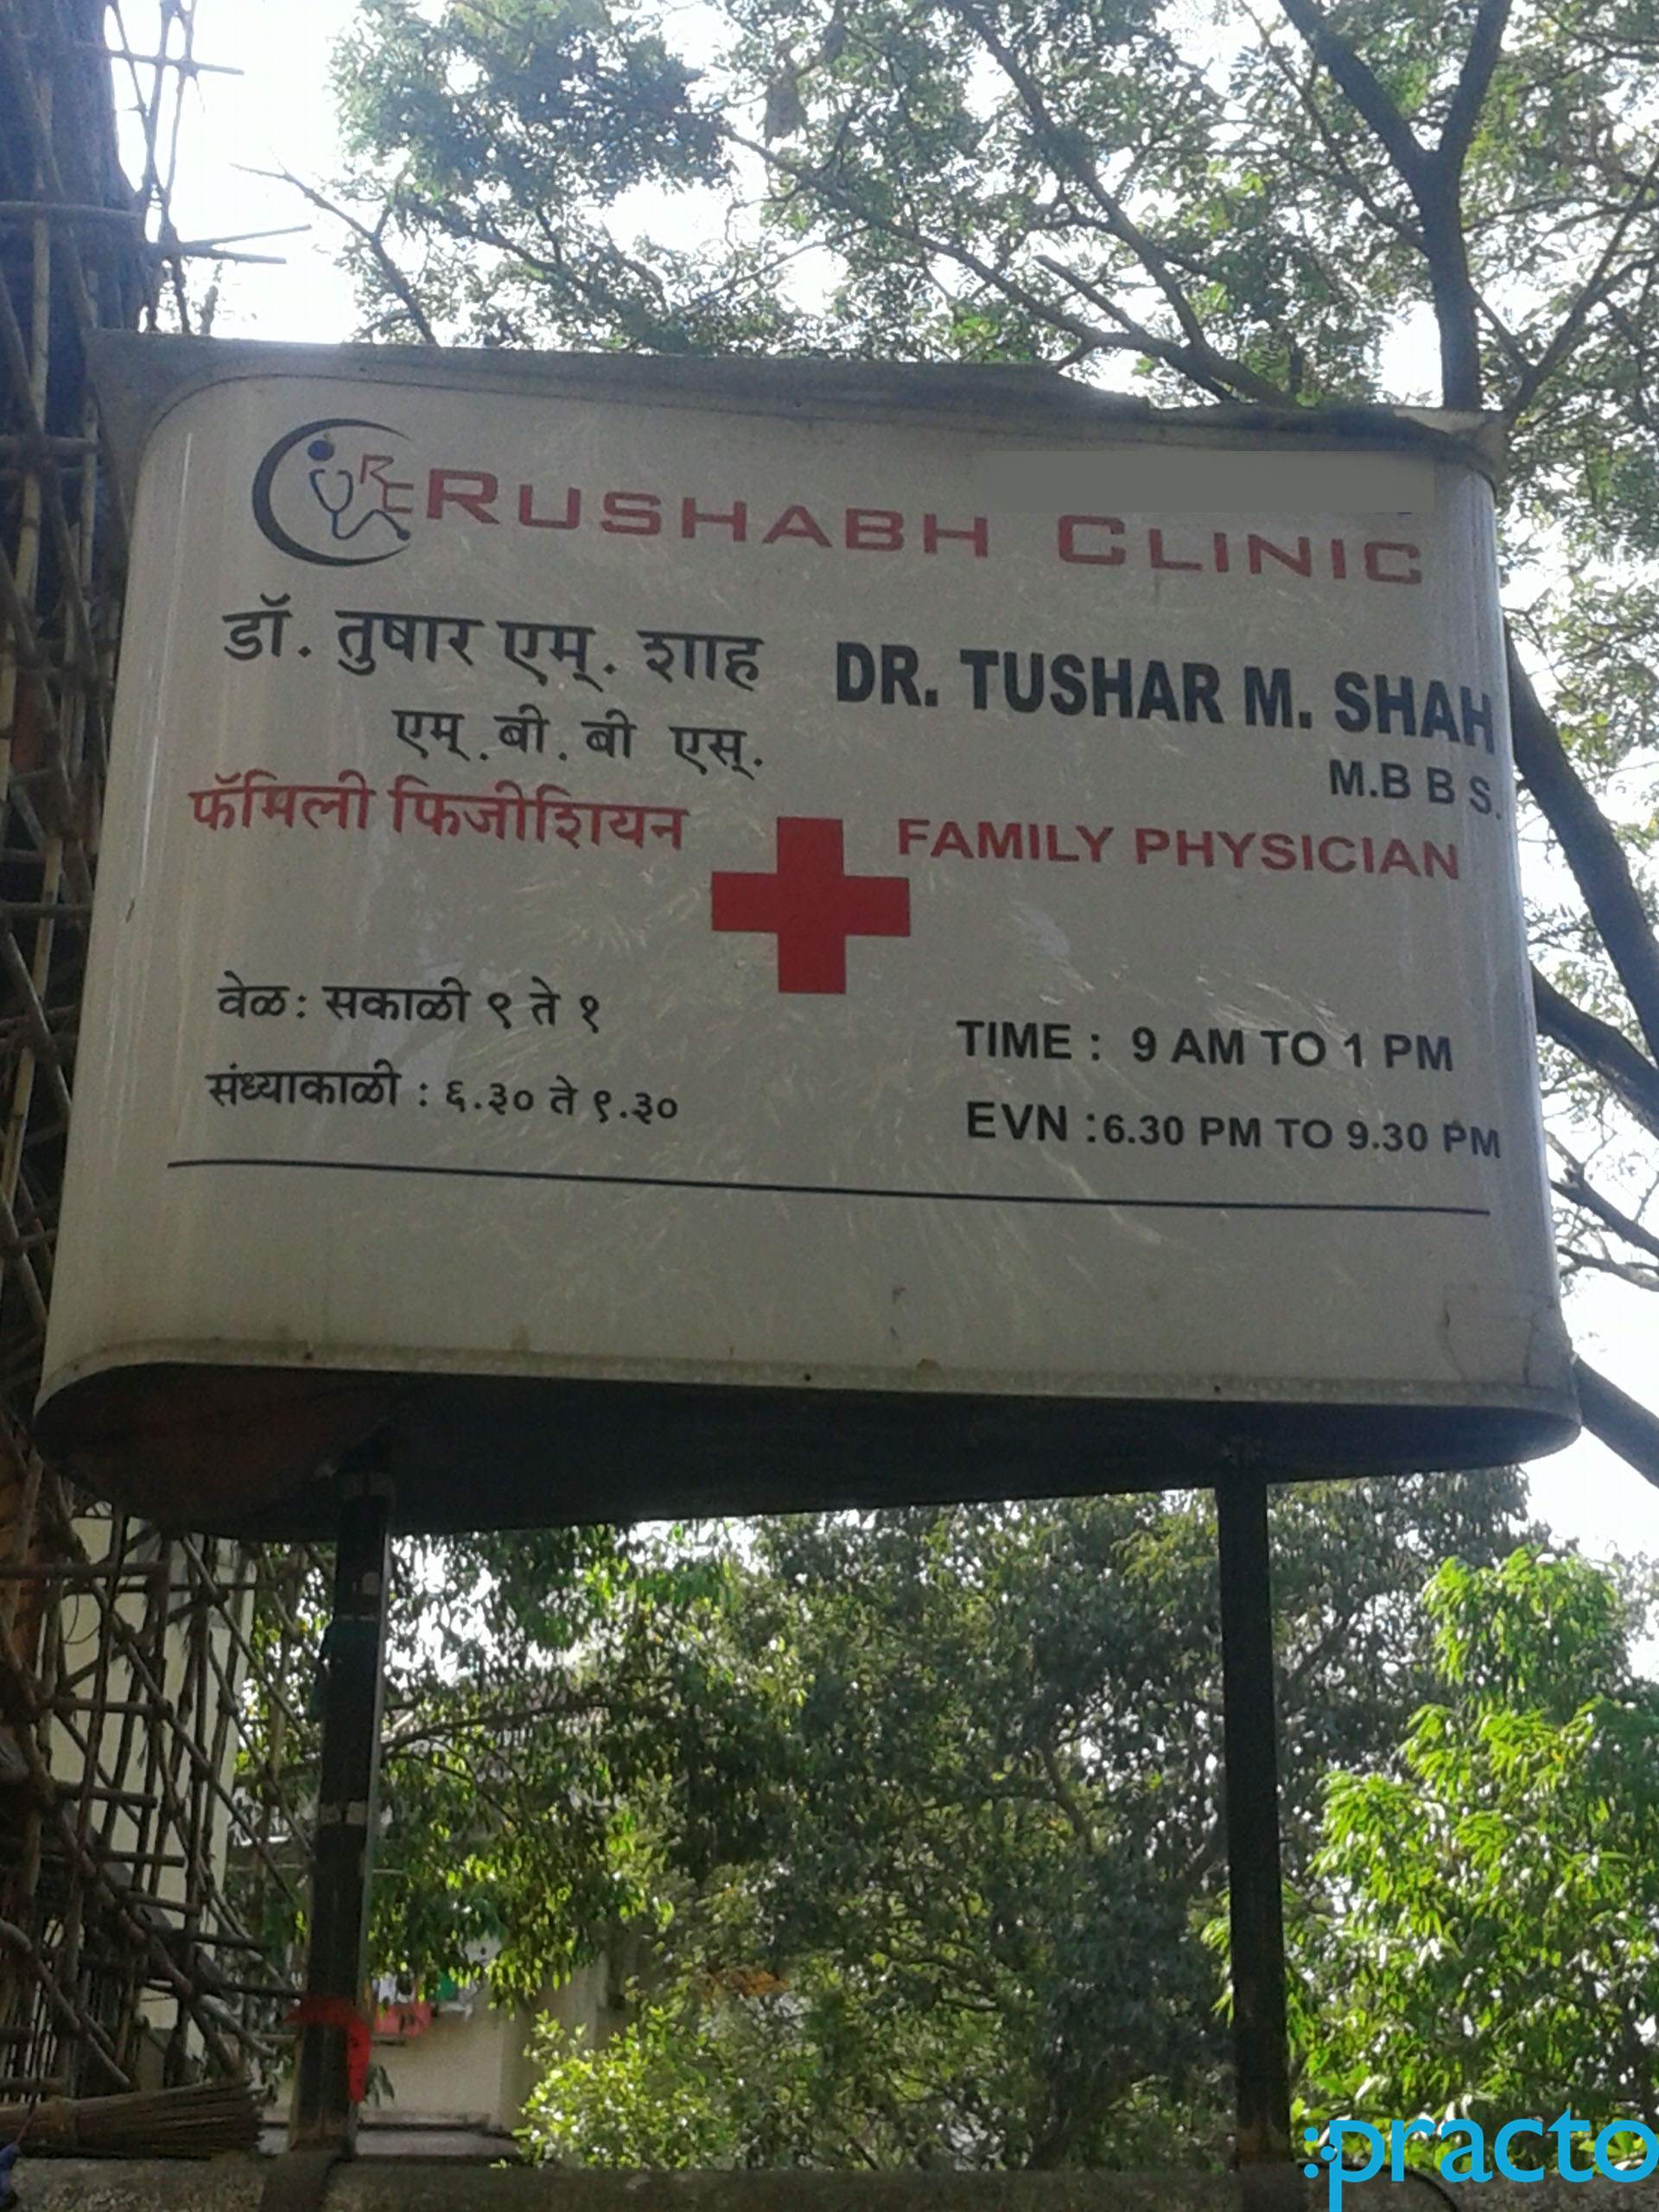 RC RUSHABH CLINIC
डॉ. तुषार एम्. शाह
एम्.बी.बी एस्.
फॅमिली फिजीशियन
DR. TUSHAR M. SHAH
M.B B S.
FAMILY PHYSICIAN
वेळ: सकाळी ९ ते १
संध्याकाळी : ६.३० ते ९.३०
TIME : 9 AM TO 1 PM
EVN :6.30 PM TO 9.30 PM
practo